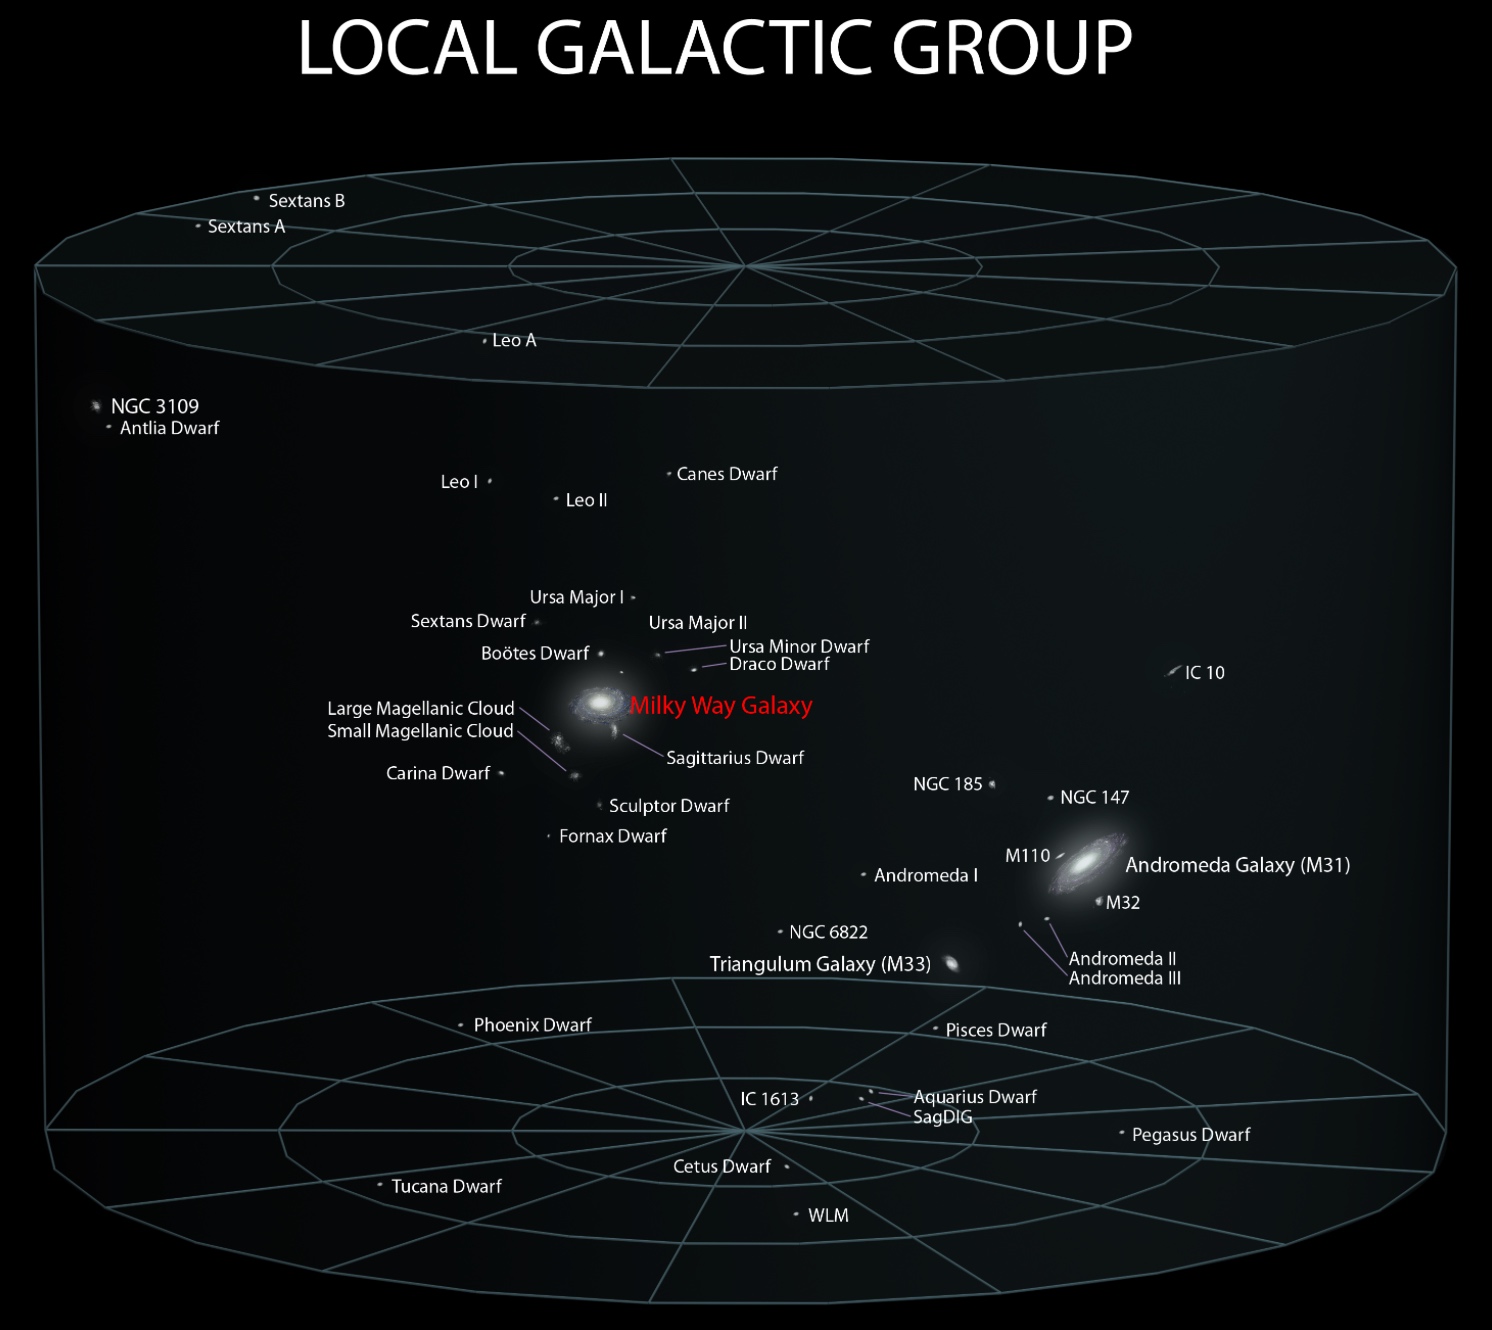 LOCAL GALACTIC GROUP
Sextans B
Sextans A
Leo A
NGC 3109
Antlia Dwarf
Canes Dwarf
Leo I
Leo II
Ursa Major I
Sextans Dwarf
Ursa Major II
Ursa Minor Dwarf
Boötes Dwarf
Draco Dwarf
IC 10
Milky Way Galaxy
Large Magellanic Cloud
Small Magellanic Cloud
Sagittarius Dwarf
Carina Dwarf
NGC 185
NGC 147
Sculptor Dwarf
Fornax Dwarf
M110
Andromeda Galaxy (M31)
Andromeda I
M32
NGC 6822
Andromeda II
Triangulum Galaxy (M33)
Andromeda III
Phoenix Dwarf
Pisces Dwarf
IC 1613
Aquarius Dwarf
SagDIG
Pegasus Dwarf
Cetus Dwarf
Tucana Dwarf
WLM